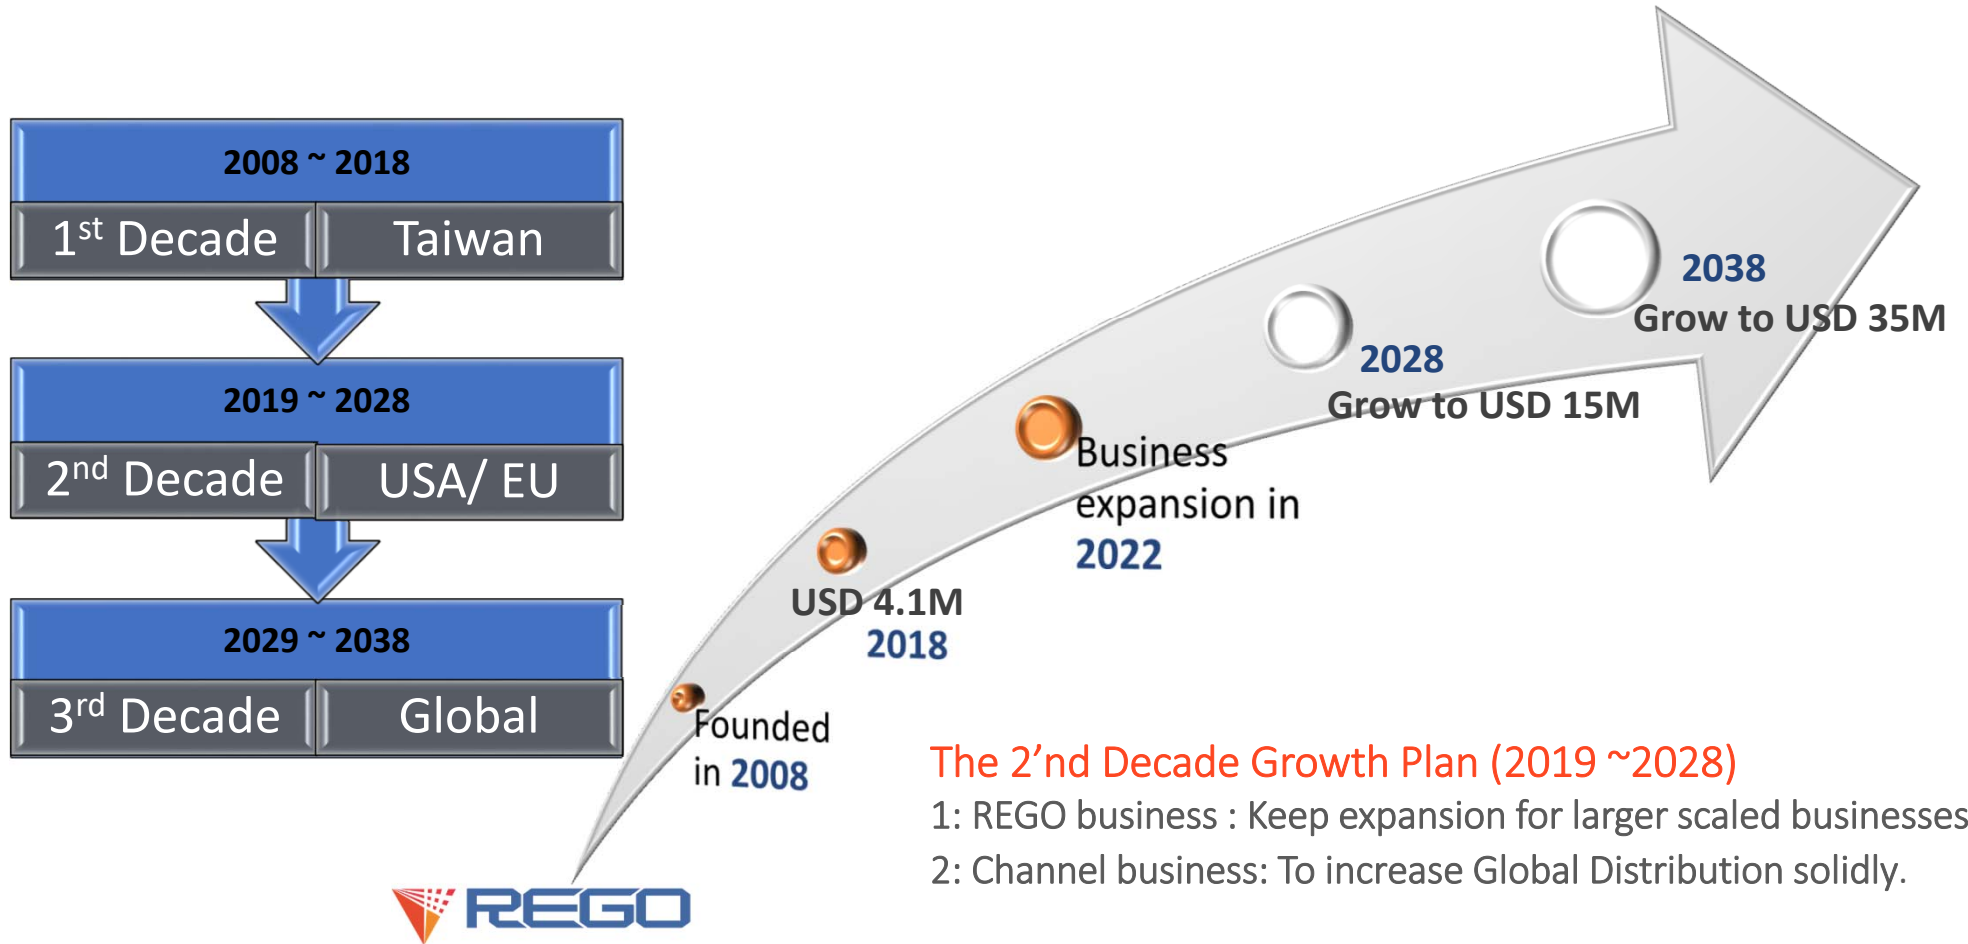 2008 ~ 2018
1st Decade
Taiwan
2019 ~ 2028
2nd Decade
USA/ EU
2029 ~ 2038
3rd Decade
Global
2038
Grow to USD 35M
2028
Grow to USD 15M
Business
expansion in
2022
USD 4.1M
2018
Founded
in 2008
REGO
The 2’nd Decade Growth Plan (2019 ~2028)
1: REGO business : Keep expansion for larger scaled businesses
2: Channel business: To increase Global Distribution solidly.